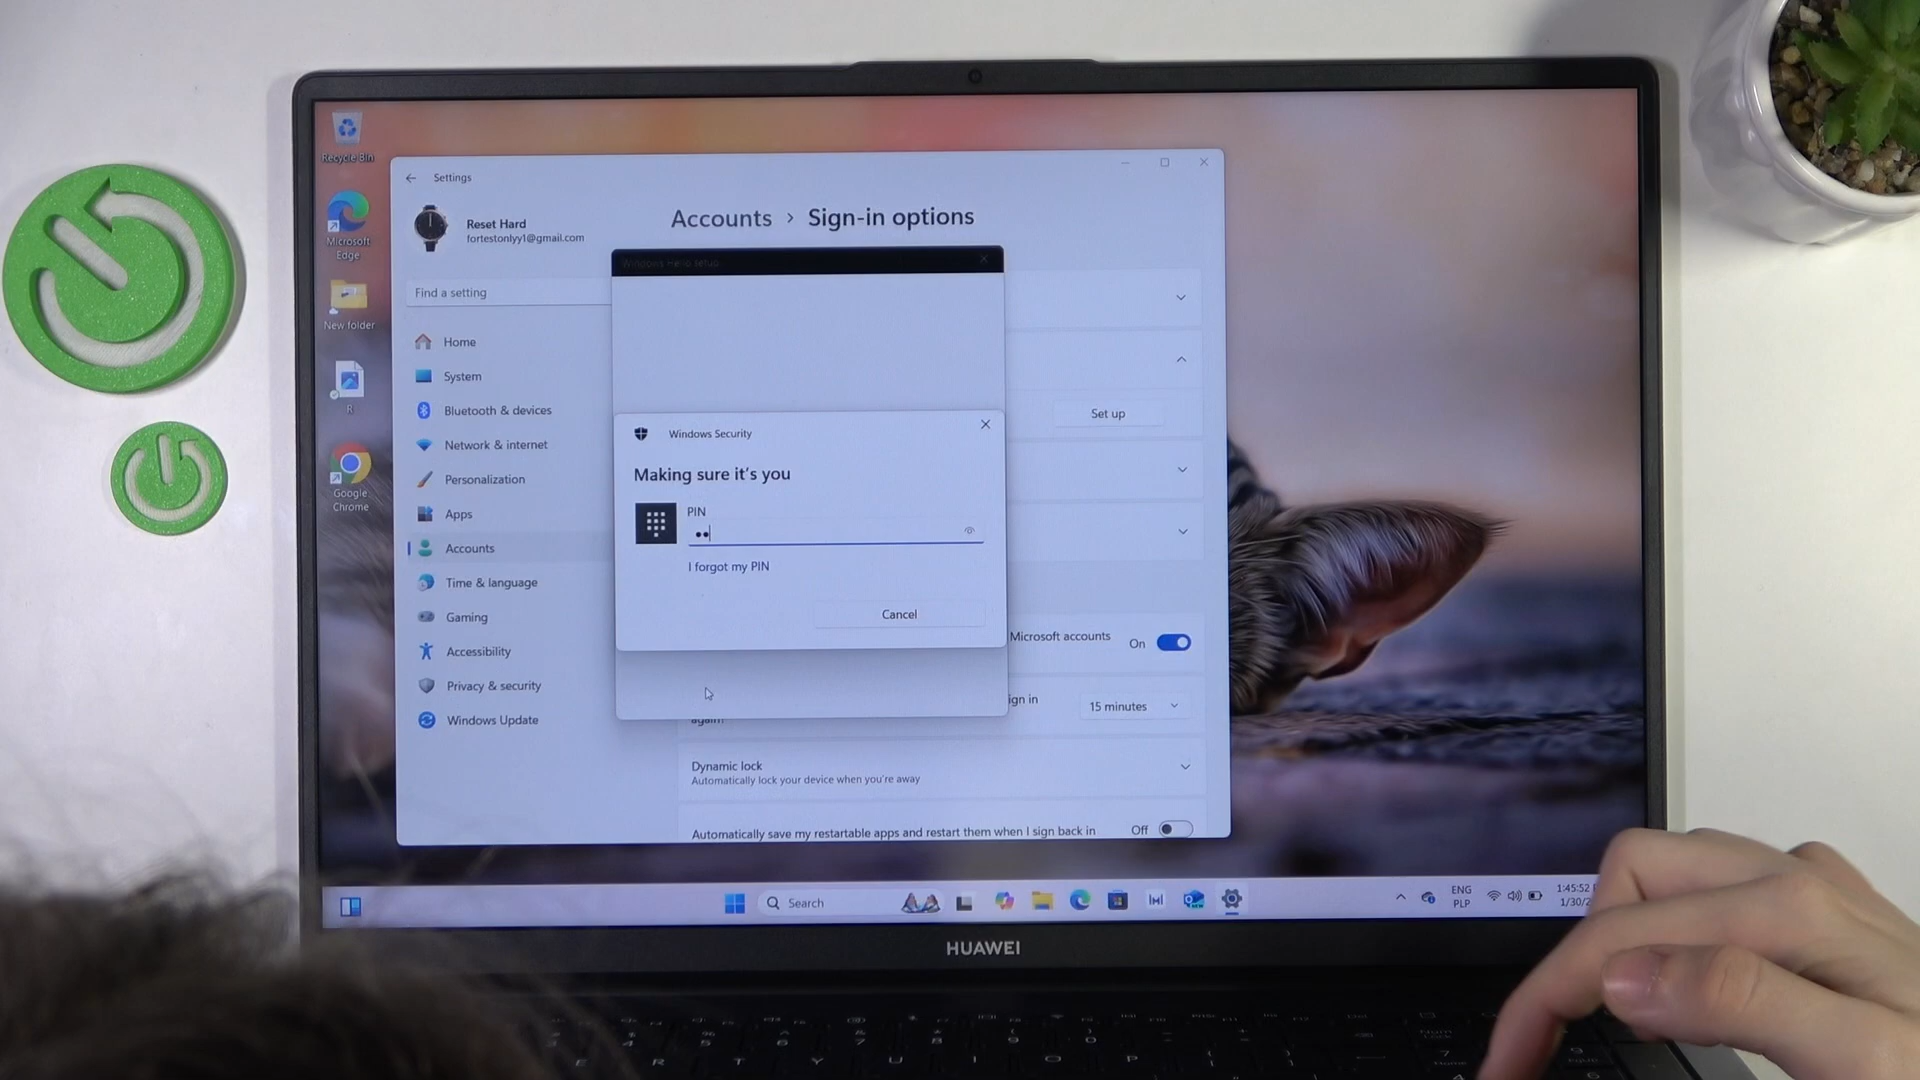 Recycle Bin
Microsoft
Edge
New folder
R
Google
Chrome
Settings
Reset Hard
fortestonlyy1@gmail.com
Find a setting
Home
System
Bluetooth & devices
Network & internet
Personalization
Apps
Accounts
Time & language
Gaming
Accessibility
Privacy & security
Windows Update
Accounts › Sign-in options
Windows Hello setup
Set up
Windows Security
Making sure it's you
PIN
I forgot my PIN
Cancel
Microsoft accounts
On
ign in
15 minutes
again?
Dynamic lock
Automatically lock your device when you're away
Automatically save my restartable apps and restart them when I sign back in
Off
Search
ENG
PLP
1:45:52
1/30/2
HUAWEI
E R T Y U I O P